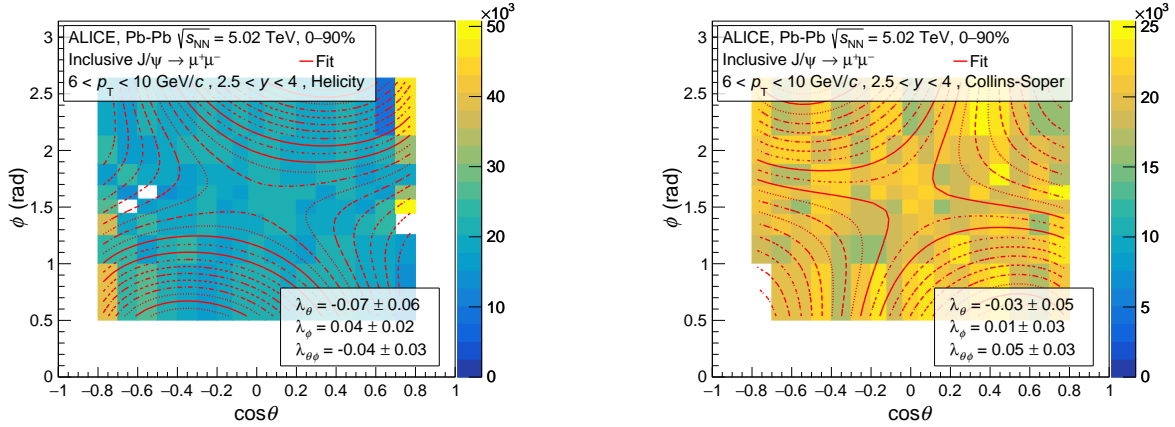 ALICE, Pb-Pb √sNN = 5.02 TeV, 0–90%
Inclusive J/ψ → μ+μ− — Fit
6 < pT < 10 GeV/c , 2.5 < y < 4 , Helicity
λθ = -0.07 ± 0.06
λφ = 0.04 ± 0.02
λθφ = -0.04 ± 0.03
ϕ (rad)
3
2.5
2
1.5
1
0.5
0
−1 −0.8 −0.6 −0.4 −0.2 0 0.2 0.4 0.6 0.8 1
cosθ
×10³
50
40
30
20
10
0
ALICE, Pb-Pb √sNN = 5.02 TeV, 0–90%
Inclusive J/ψ → μ+μ− — Fit
6 < pT < 10 GeV/c , 2.5 < y < 4 , Collins-Soper
λθ = -0.03 ± 0.05
λφ = 0.01 ± 0.03
λθφ = 0.05 ± 0.03
ϕ (rad)
3
2.5
2
1.5
1
0.5
0
−1 −0.8 −0.6 −0.4 −0.2 0 0.2 0.4 0.6 0.8 1
cosθ
×10³
25
20
15
10
5
0